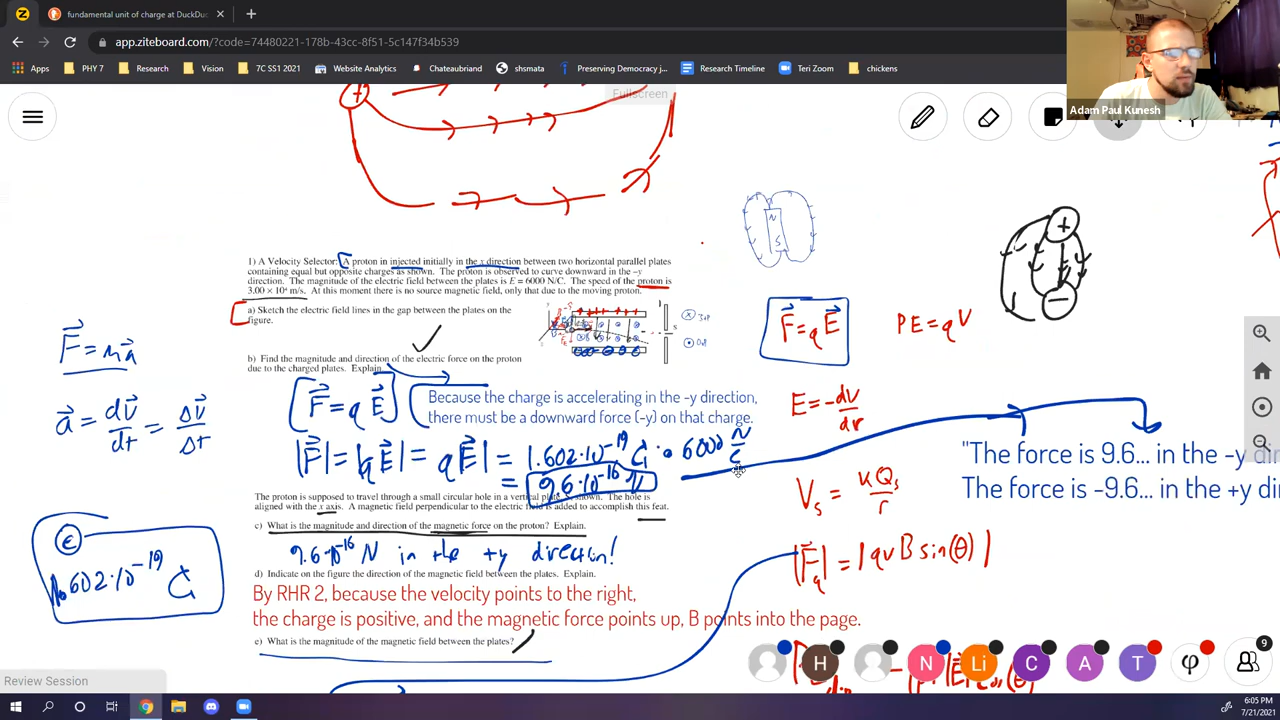 fundamental unit of charge at DuckDuc
app.ziteboard.com/?code=74480221-178b-43cc-8f51-5c147f34b539
Apps PHY 7 Research Vision 7C SS1 2021 Website Analytics Chateaubriand... shsmata Preserving Democracy j... Research Timeline Teri Zoom chickens
Adam Paul Kunesh
Fullscreen
+
N
S
+
−
1) A Velocity Selector: A proton in injected initially in the x direction between two horizontal parallel plates
containing equal but opposite charges as shown. The proton is observed to curve downward in the −y
direction. The magnitude of the electric field between the plates is E = 6000 N/C. The speed of the proton is
3.00 × 10⁴ m/s. At this moment there is no source magnetic field, only that due to the moving proton.
a) Sketch the electric field lines in the gap between the plates on the
figure.
b) Find the magnitude and direction of the electric force on the proton
due to the charged plates. Explain.
F⃗ = ma⃗
a⃗ = dv⃗/dt = Δv⃗/Δt
F⃗ = qE⃗
PE = qV
[F⃗ = qE⃗]
Because the charge is accelerating in the -y direction,
there must be a downward force (-y) on that charge.
E = -dV/dr
|F⃗| = |qE⃗| = q|E⃗| = 1.602·10⁻¹⁹ C · 6000 N/C
= 9.6·10⁻¹⁶ N
"The force is 9.6... in the -y di
The force is -9.6... in the +y di
Vs = kQs/r
The proton is supposed to travel through a small circular hole in a vertical plate, S, shown. The hole is
aligned with the x axis. A magnetic field perpendicular to the electric field is added to accomplish this feat.
c) What is the magnitude and direction of the magnetic force on the proton? Explain.
9.6·10⁻¹⁶ N in the +y direction!
|F⃗q| = |qvB sin(θ)|
e
1.602·10⁻¹⁹ C
d) Indicate on the figure the direction of the magnetic field between the plates. Explain.
By RHR 2, because the velocity points to the right,
the charge is positive, and the magnetic force points up, B points into the page.
e) What is the magnitude of the magnetic field between the plates?
H N Li C A T φ 9
Review Session
6:05 PM
7/21/2021